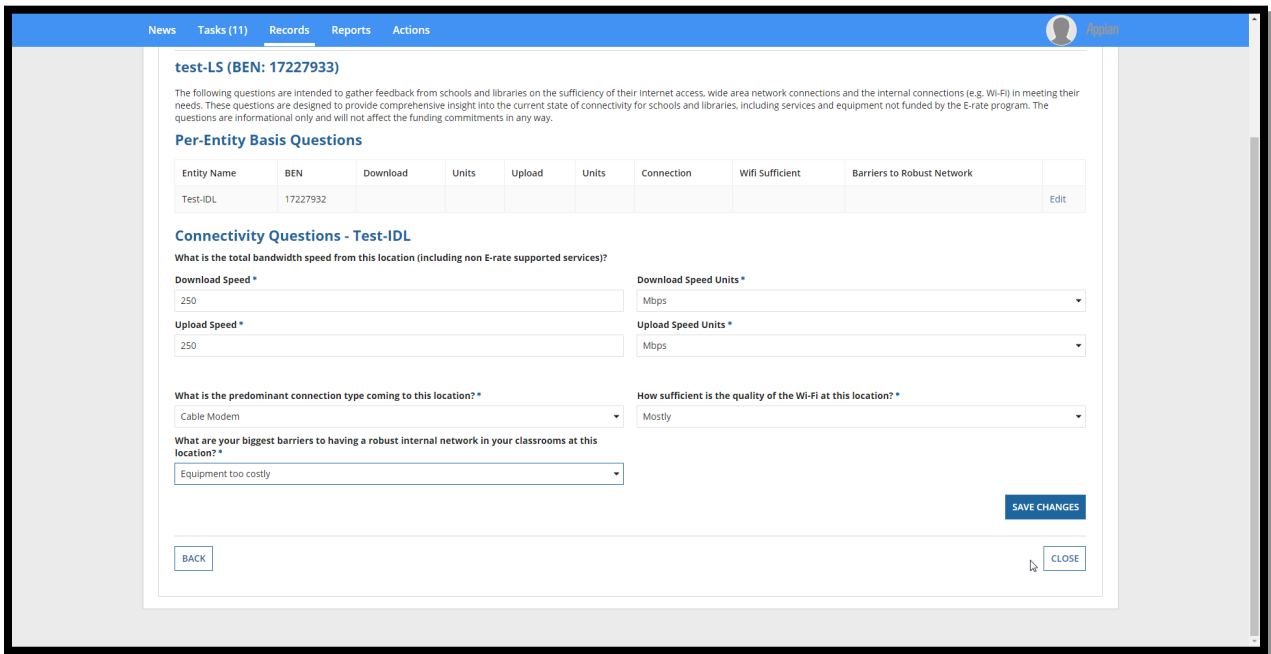 News Tasks (11) Records Reports Actions Appian
test-LS (BEN: 17227933)
The following questions are intended to gather feedback from schools and libraries on the sufficiency of their Internet access, wide area network connections and the internal connections (e.g. Wi-Fi) in meeting their
needs. These questions are designed to provide comprehensive insight into the current state of connectivity for schools and libraries, including services and equipment not funded by the E-rate program. The
questions are informational only and will not affect the funding commitments in any way.
Per-Entity Basis Questions
Entity Name BEN Download Units Upload Units Connection Wifi Sufficient Barriers to Robust Network
Test-IDL 17227932 Edit
Connectivity Questions - Test-IDL
What is the total bandwidth speed from this location (including non E-rate supported services)?
Download Speed * Download Speed Units *
250 Mbps
Upload Speed * Upload Speed Units *
250 Mbps
What is the predominant connection type coming to this location? * How sufficient is the quality of the Wi-Fi at this location? *
Cable Modem Mostly
What are your biggest barriers to having a robust internal network in your classrooms at this
location? *
Equipment too costly
SAVE CHANGES
BACK CLOSE